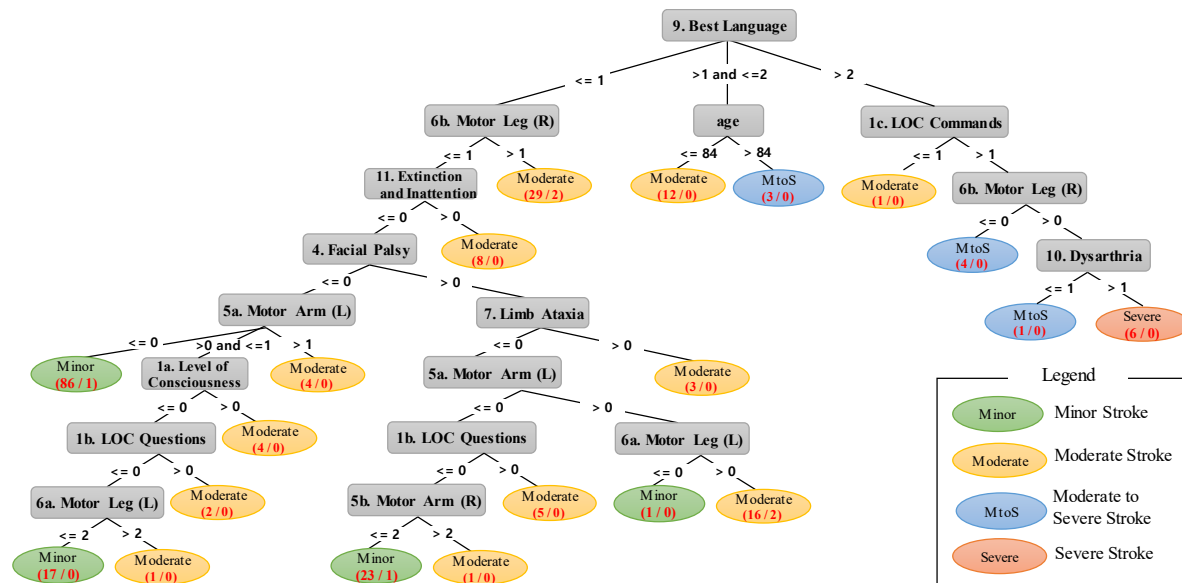 9. Best Language
<= 1
>1 and <=2
> 2
6b. Motor Leg (R)
age
1c. LOC Commands
<= 1
> 1
<= 84
> 84
<= 1
> 1
11. Extinction
and Inattention
Moderate
(29 / 2)
Moderate
(12 / 0)
MtoS
(3 / 0)
Moderate
(1 / 0)
6b. Motor Leg (R)
<= 0
> 0
<= 0
> 0
4. Facial Palsy
Moderate
(8 / 0)
MtoS
(4 / 0)
10. Dysarthria
<= 0
> 0
<= 1
> 1
5a. Motor Arm (L)
7. Limb Ataxia
MtoS
(1 / 0)
Severe
(6 / 0)
<= 0
>0 and <=1
> 1
<= 0
> 0
Minor
(86 / 1)
1a. Level of
Consciousness
Moderate
(4 / 0)
5a. Motor Arm (L)
Moderate
(3 / 0)
<= 0
> 0
<= 0
> 0
1b. LOC Questions
Moderate
(4 / 0)
1b. LOC Questions
6a. Motor Leg (L)
<= 0
> 0
<= 0
> 0
<= 0
> 0
6a. Motor Leg (L)
Moderate
(2 / 0)
5b. Motor Arm (R)
Moderate
(5 / 0)
Minor
(1 / 0)
Moderate
(16 / 2)
<= 2
> 2
<= 2
> 2
Minor
(17 / 0)
Moderate
(1 / 0)
Minor
(23 / 1)
Moderate
(1 / 0)
Legend
Minor
Minor Stroke
Moderate
Moderate Stroke
MtoS
Moderate to
Severe Stroke
Severe
Severe Stroke